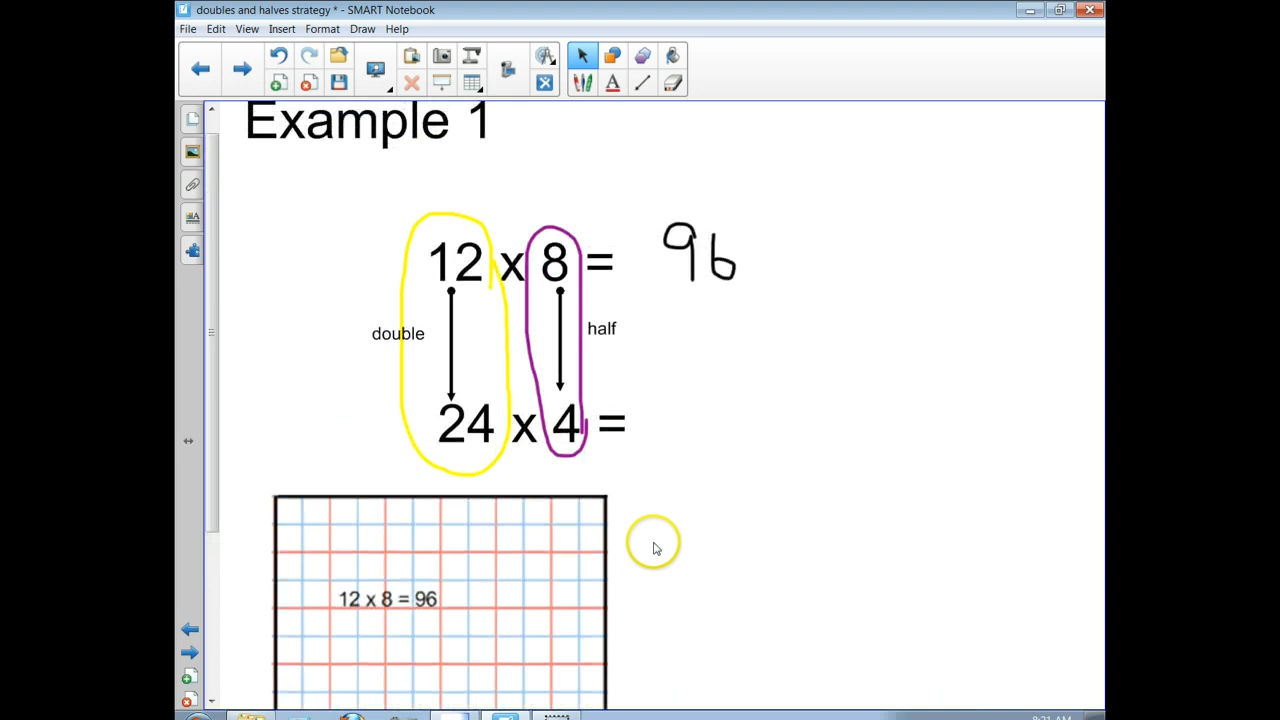 doubles and halves strategy * - SMART Notebook
File Edit View Insert Format Draw Help
Example 1
12 x 8 = 96
double half
24 x 4 =
12 x 8 = 96